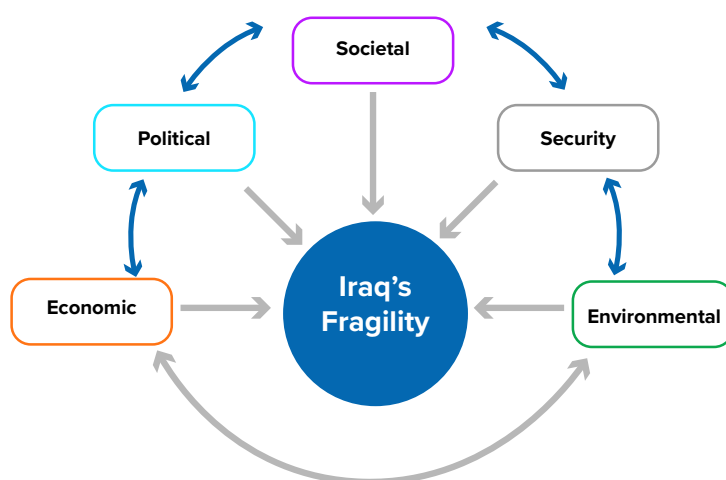 Societal
Political
Security
Iraq's
Fragility
Economic
Environmental